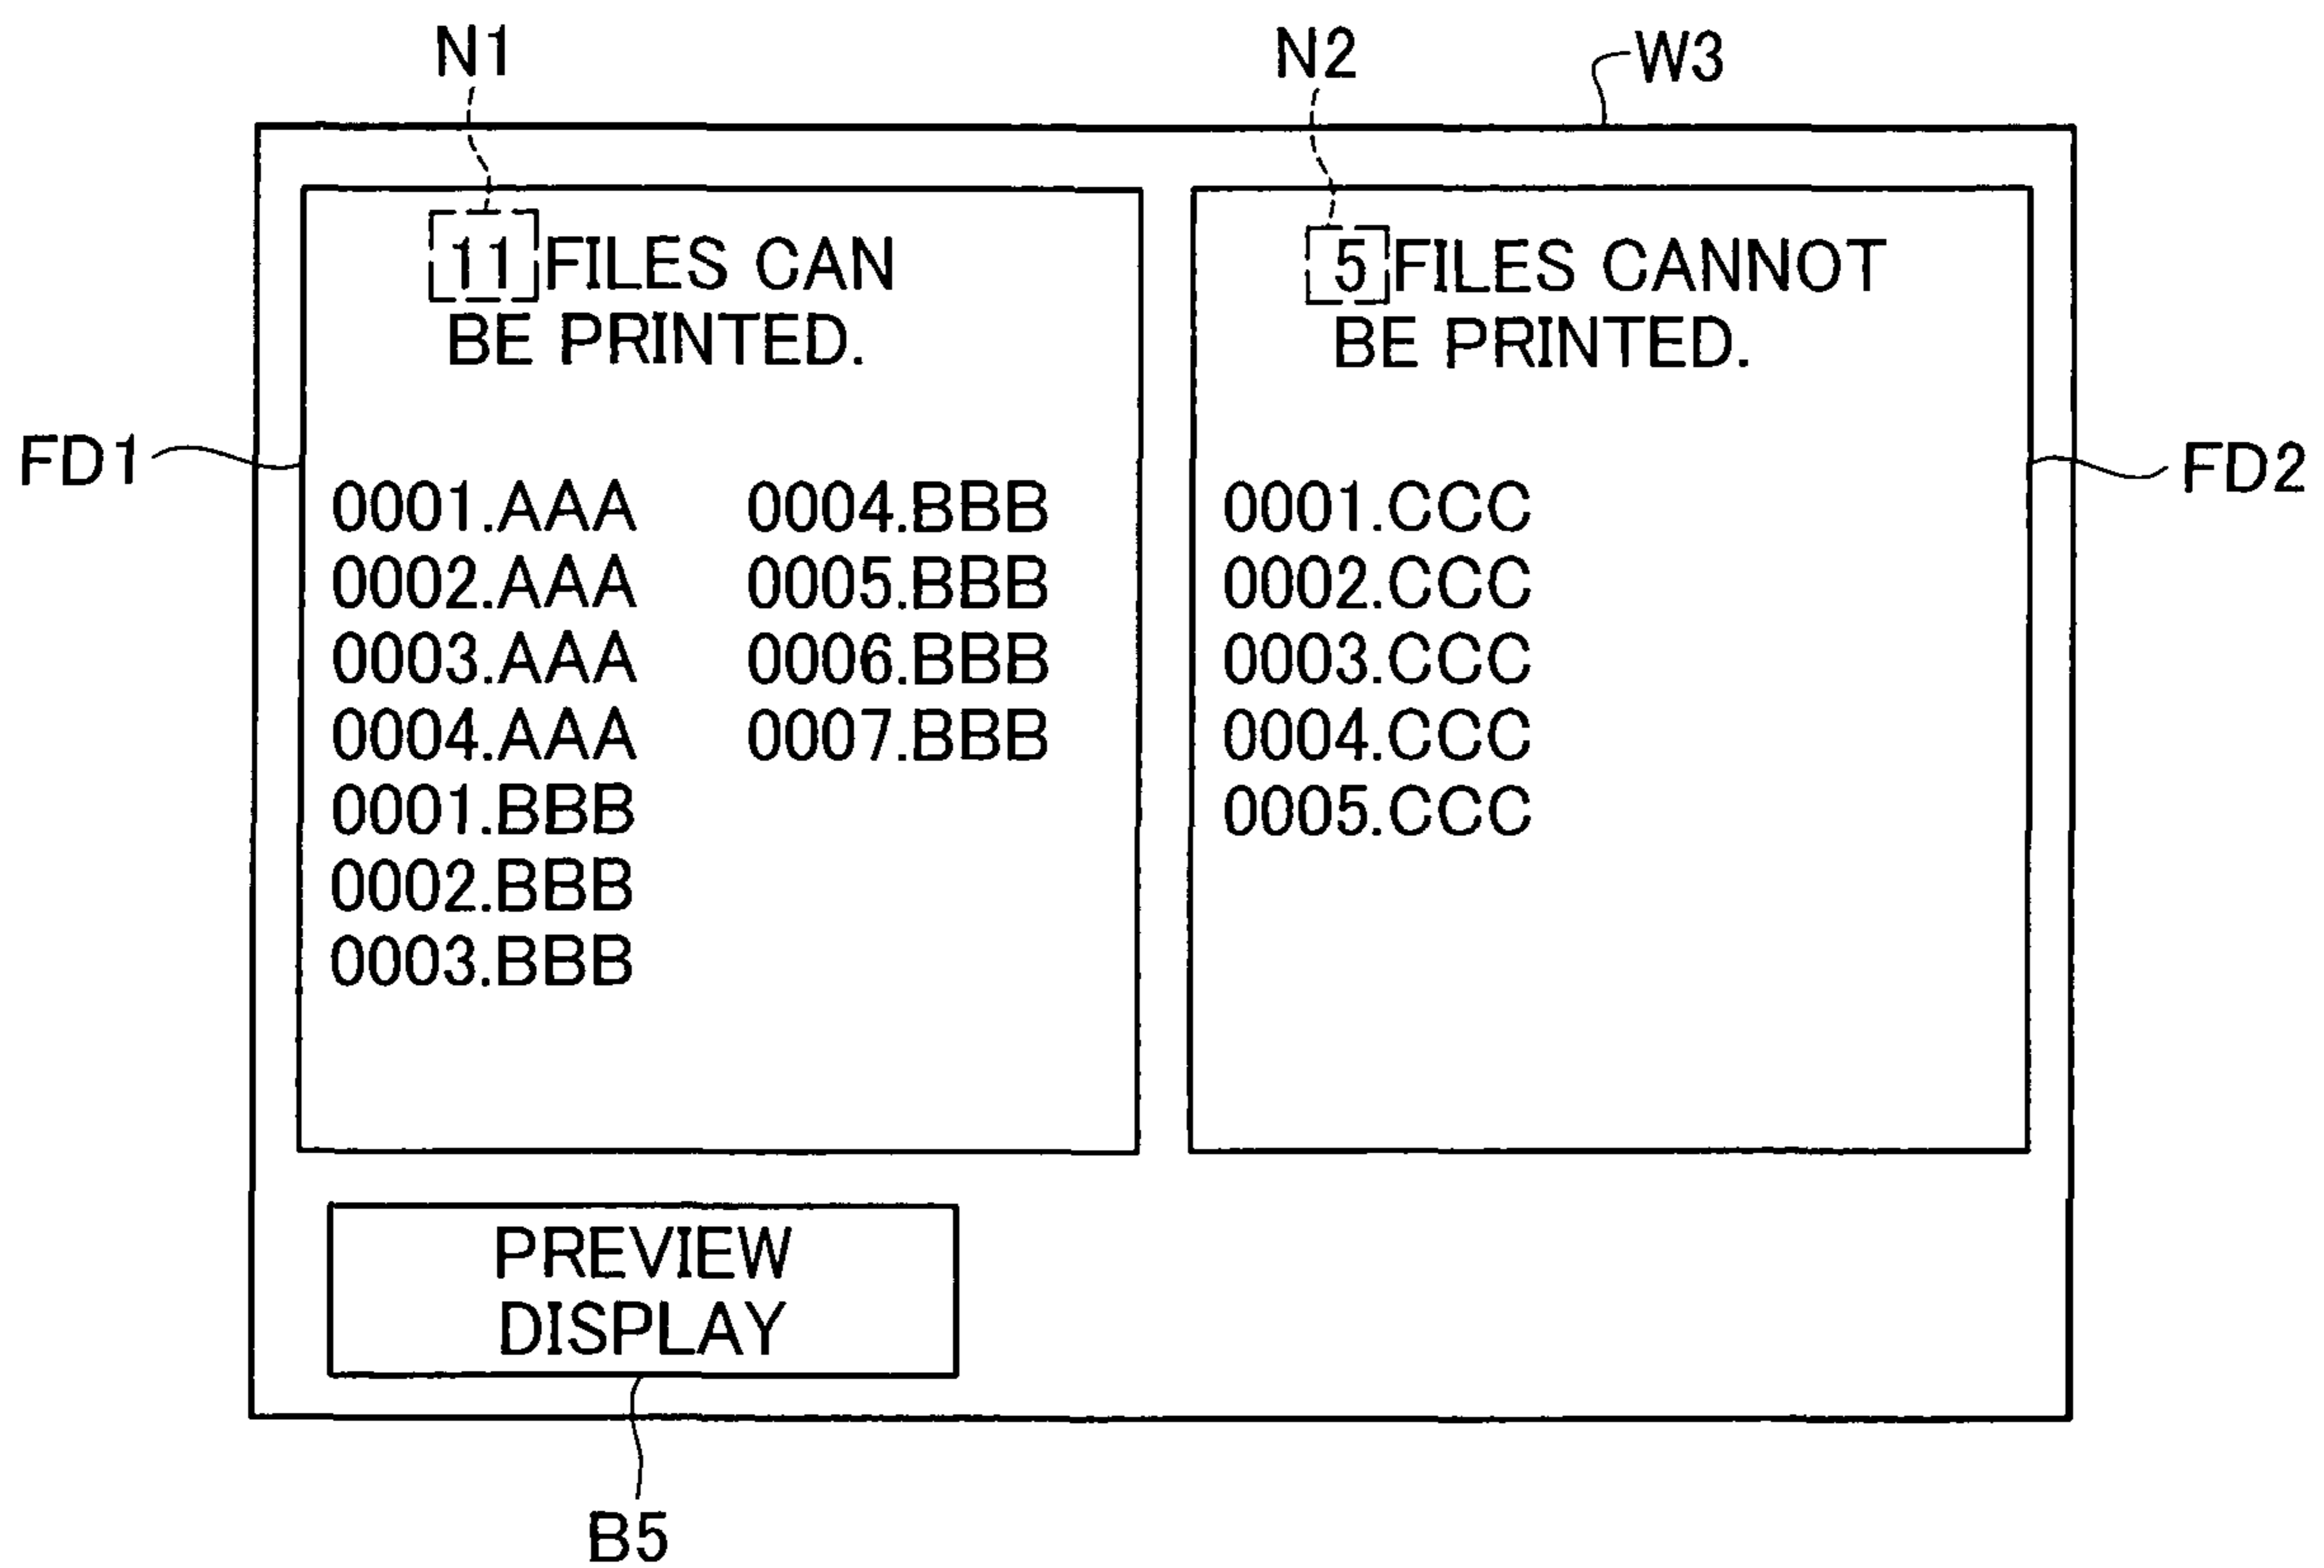 N1
N2
W3
11 FILES CAN
BE PRINTED.
5 FILES CANNOT
BE PRINTED.
FD1
FD2
0001.AAA 0004.BBB
0002.AAA 0005.BBB
0003.AAA 0006.BBB
0004.AAA 0007.BBB
0001.BBB
0002.BBB
0003.BBB
0001.CCC
0002.CCC
0003.CCC
0004.CCC
0005.CCC
PREVIEW
DISPLAY
B5